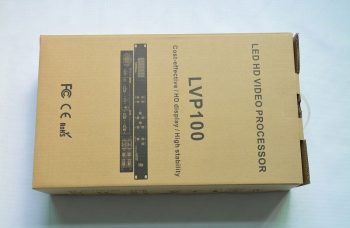 LED HD VIDEO PROCESSOR
LVP100
Cost-effective / HD display / High stability
FC CE RoHS